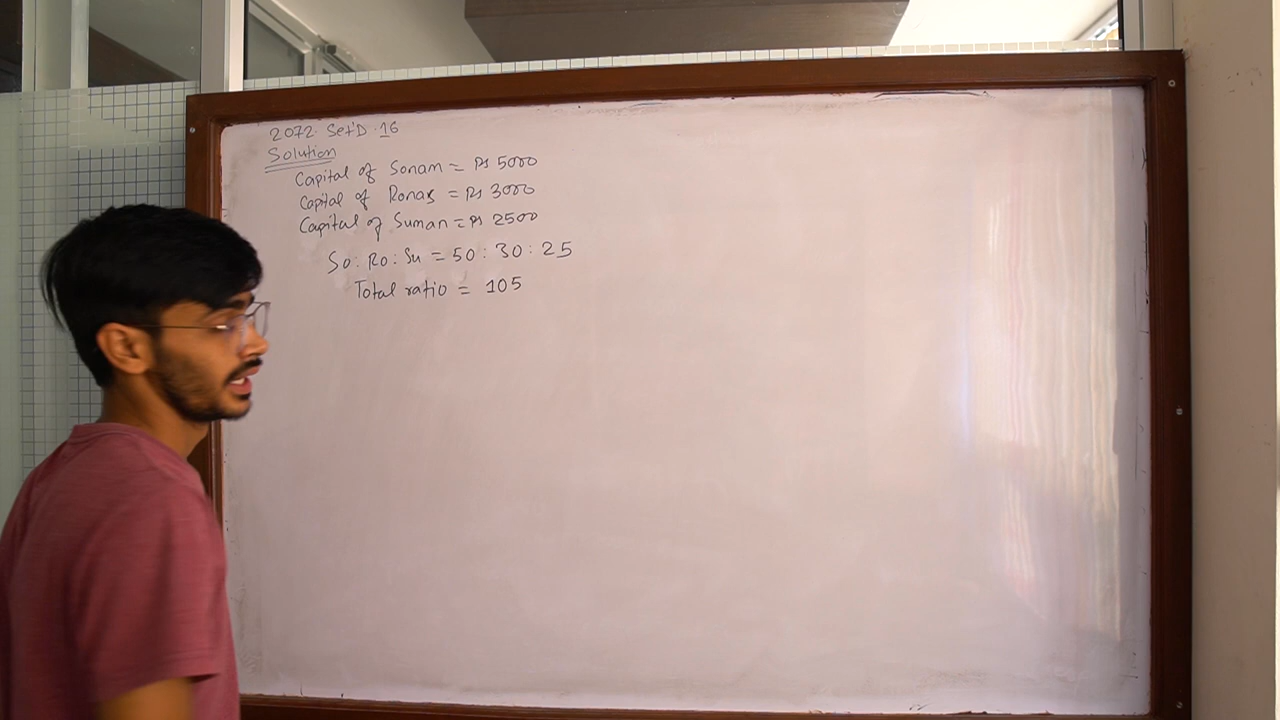 2072 Set'D' 16
Solution
Capital of Sonam = Rs 5000
Capital of Ronas = Rs 3000
Capital of Suman = Rs 2500
So: Ro: Su = 50 : 30 : 25
Total ratio = 105